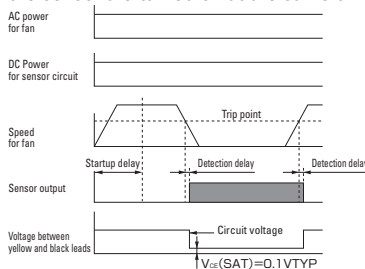 AC power
for fan
DC Power
for sensor circuit
Trip point
Speed
for fan
Startup delay
Detection delay
Detection delay
Sensor output
Circuit voltage
Voltage between
yellow and black leads
VCE(SAT)=0.1VTYP